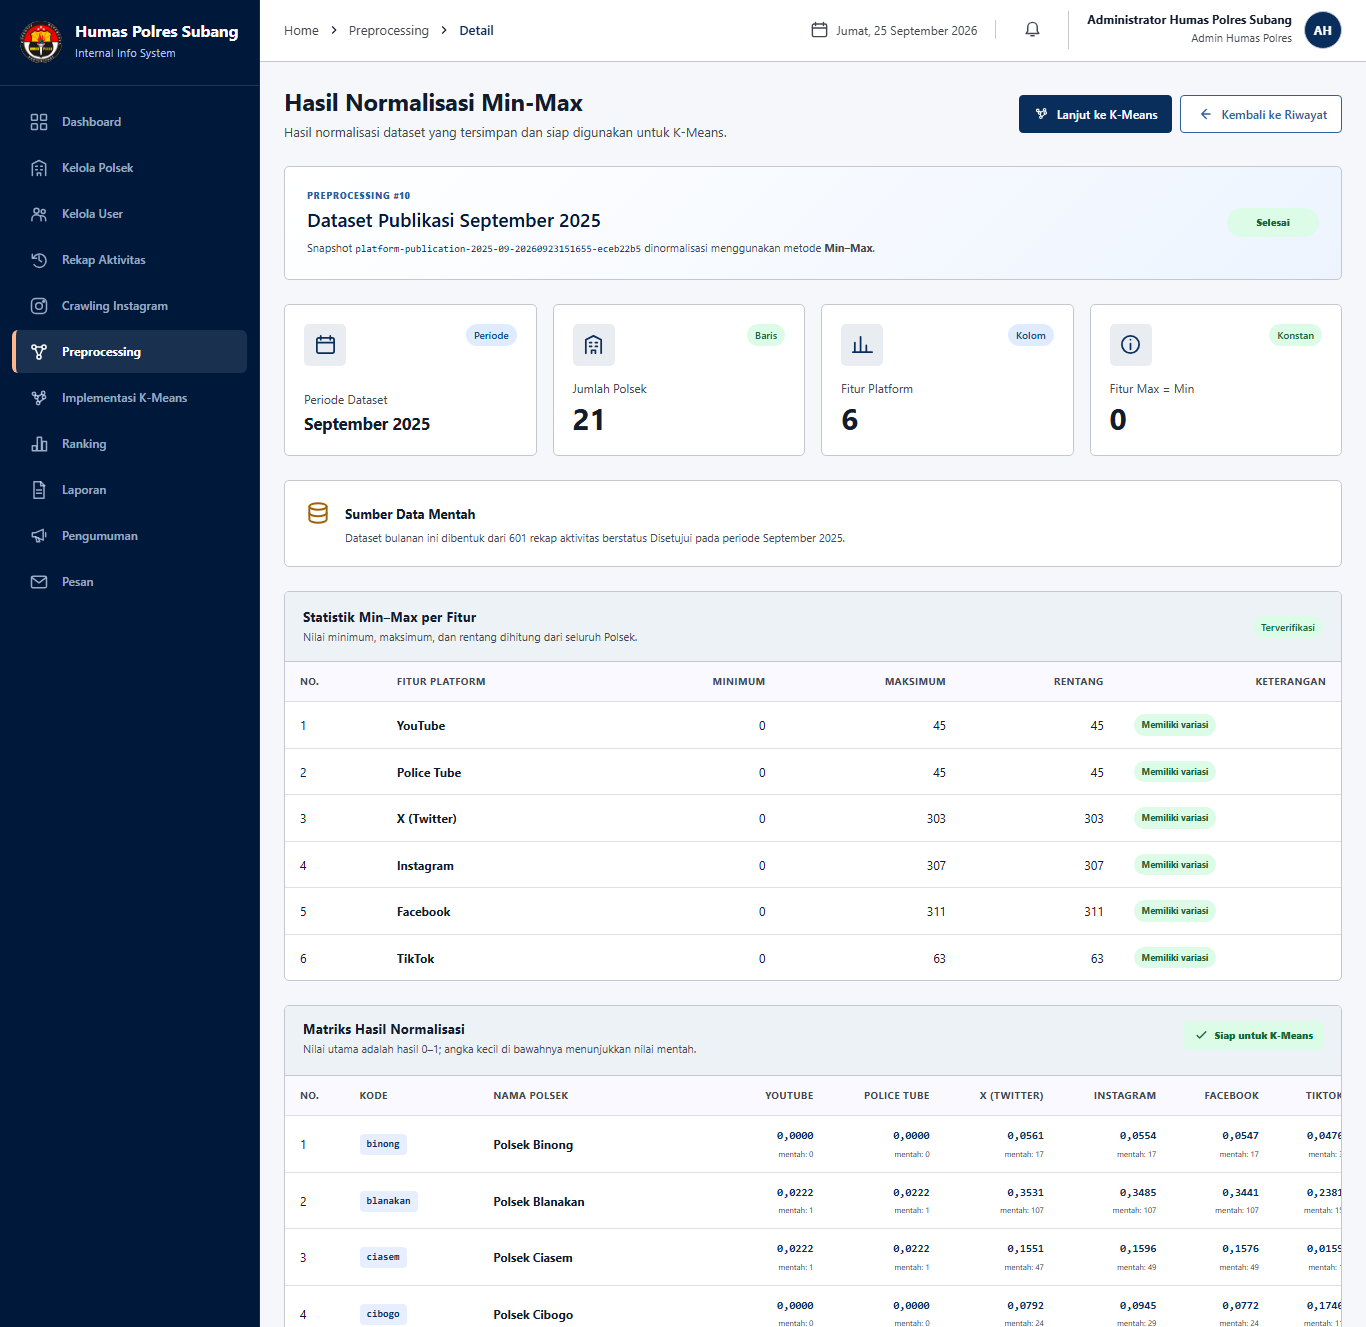 Humas Polres Subang
Internal Info System
Dashboard
Kelola Polsek
Kelola User
Rekap Aktivitas
Crawling Instagram
Preprocessing
Implementasi K-Means
Ranking
Laporan
Pengumuman
Pesan
Home > Preprocessing > Detail
Jumat, 25 September 2026
Administrator Humas Polres Subang
Admin Humas Polres
AH
Hasil Normalisasi Min-Max
Hasil normalisasi dataset yang tersimpan dan siap digunakan untuk K-Means.
Lanjut ke K-Means
Kembali ke Riwayat
PREPROCESSING #10
Dataset Publikasi September 2025
Snapshot platform-publication-2025-09-20260923151655-eceb22b5 dinormalisasi menggunakan metode Min–Max.
Selesai
Periode
Periode Dataset
September 2025
Baris
Jumlah Polsek
21
Kolom
Fitur Platform
6
Konstan
Fitur Max = Min
0
Sumber Data Mentah
Dataset bulanan ini dibentuk dari 601 rekap aktivitas berstatus Disetujui pada periode September 2025.
Statistik Min–Max per Fitur
Nilai minimum, maksimum, dan rentang dihitung dari seluruh Polsek.
Terverifikasi
NO. FITUR PLATFORM MINIMUM MAKSIMUM RENTANG KETERANGAN
1 YouTube 0 45 45 Memiliki variasi
2 Police Tube 0 45 45 Memiliki variasi
3 X (Twitter) 0 303 303 Memiliki variasi
4 Instagram 0 307 307 Memiliki variasi
5 Facebook 0 311 311 Memiliki variasi
6 TikTok 0 63 63 Memiliki variasi
Matriks Hasil Normalisasi
Nilai utama adalah hasil 0–1; angka kecil di bawahnya menunjukkan nilai mentah.
Siap untuk K-Means
NO. KODE NAMA POLSEK YOUTUBE POLICE TUBE X (TWITTER) INSTAGRAM FACEBOOK TIKTOK
1 binong Polsek Binong 0,0000 0,0000 0,0561 0,0554 0,0547 0,0476
mentah: 0 mentah: 0 mentah: 17 mentah: 17 mentah: 17 mentah:
2 blanakan Polsek Blanakan 0,0222 0,0222 0,3531 0,3485 0,3441 0,2381
mentah: 1 mentah: 1 mentah: 107 mentah: 107 mentah: 107 mentah: 15
3 ciasem Polsek Ciasem 0,0222 0,0222 0,1551 0,1596 0,1576 0,0159
mentah: 1 mentah: 1 mentah: 47 mentah: 49 mentah: 49 mentah:
4 cibogo Polsek Cibogo 0,0000 0,0000 0,0792 0,0945 0,0772 0,1746
mentah: 0 mentah: 0 mentah: 24 mentah: 29 mentah: 24 mentah: 11